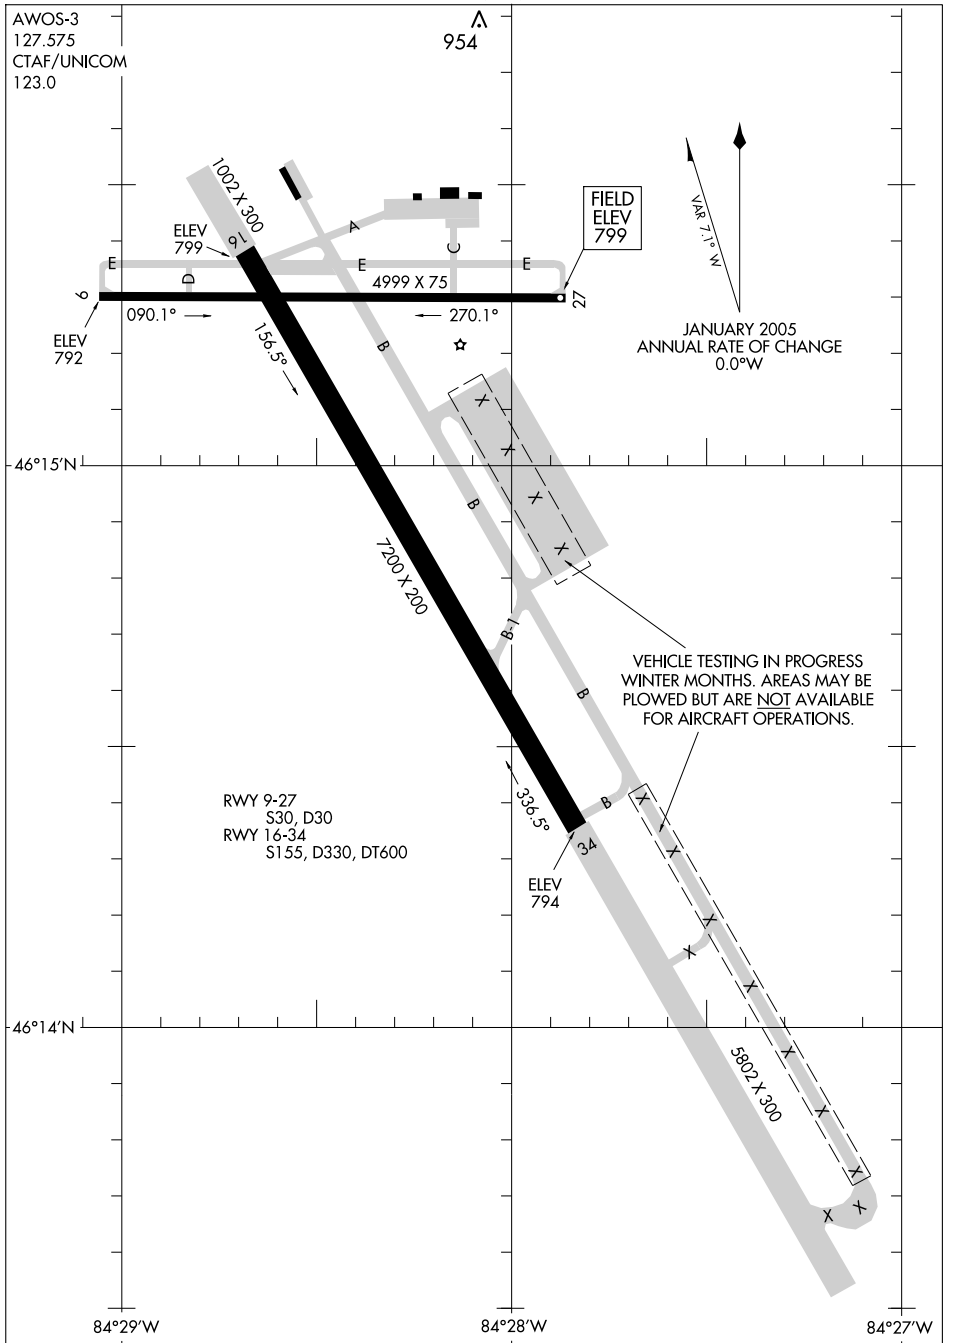 AWOS-3
127.575
CTAF/UNICOM
123.0
954
1002 X 300
FIELD
ELEV
799
VAR 7.1° W
ELEV
799
16
A
C
E
E
E
D
4999 X 75
9
27
090.1°
270.1°
ELEV
792
156.5°
B
JANUARY 2005
ANNUAL RATE OF CHANGE
0.0°W
X
X
46°15'N
X
B
X
7200 X 200
B-1
VEHICLE TESTING IN PROGRESS
WINTER MONTHS. AREAS MAY BE
PLOWED BUT ARE NOT AVAILABLE
FOR AIRCRAFT OPERATIONS.
B
336.5°
B
X
RWY 9-27
S30, D30
RWY 16-34
S155, D330, DT600
34
X
ELEV
794
X
X
X
46°14'N
X
5802 X 300
X
X
X
X
84°29'W
84°28'W
84°27'W